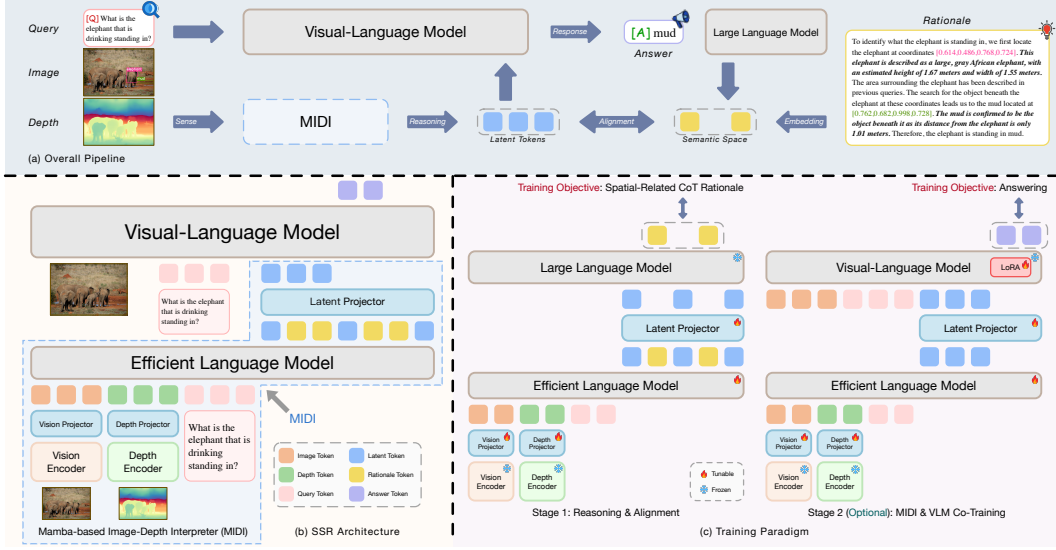 Query
[Q] What is the
elephant that is
drinking standing in?
Image
Depth
Sense
Visual-Language Model
MIDI
Reasoning
Response
[A] mud
Answer
Latent Tokens
Alignment
Large Language Model
Semantic Space
Embedding
Rationale
To identify what the elephant is standing in, we first locate
the elephant at coordinates [0.614,0.486,0.768,0.724]. This
elephant is described as a large, gray African elephant, with
an estimated height of 1.67 meters and width of 1.55 meters.
The area surrounding the elephant has been described in
previous queries. The search for the object beneath the
elephant at these coordinates leads us to the mud located at
[0.762,0.682,0.998,0.728]. The mud is confirmed to be the
object beneath it as its distance from the elephant is only
1.01 meters. Therefore, the elephant is standing in mud.
(a) Overall Pipeline
Visual-Language Model
What is the elephant
that is drinking
standing in?
Latent Projector
Efficient Language Model
MIDI
Vision Projector
Depth Projector
What is the
elephant that is
drinking
standing in?
Vision
Encoder
Depth
Encoder
Image Token
Latent Token
Depth Token
Rationale Token
Query Token
Answer Token
Mamba-based Image-Depth Interpreter (MIDI)
(b) SSR Architecture
Training Objective: Spatial-Related CoT Rationale
Large Language Model
Latent Projector
Efficient Language Model
Vision
Projector
Depth
Projector
Vision
Encoder
Depth
Encoder
Stage 1: Reasoning & Alignment
Tunable
Frozen
Training Objective: Answering
Visual-Language Model
LoRA
Latent Projector
Efficient Language Model
Vision
Projector
Depth
Projector
Vision
Encoder
Depth
Encoder
Stage 2 (Optional): MIDI & VLM Co-Training
(c) Training Paradigm